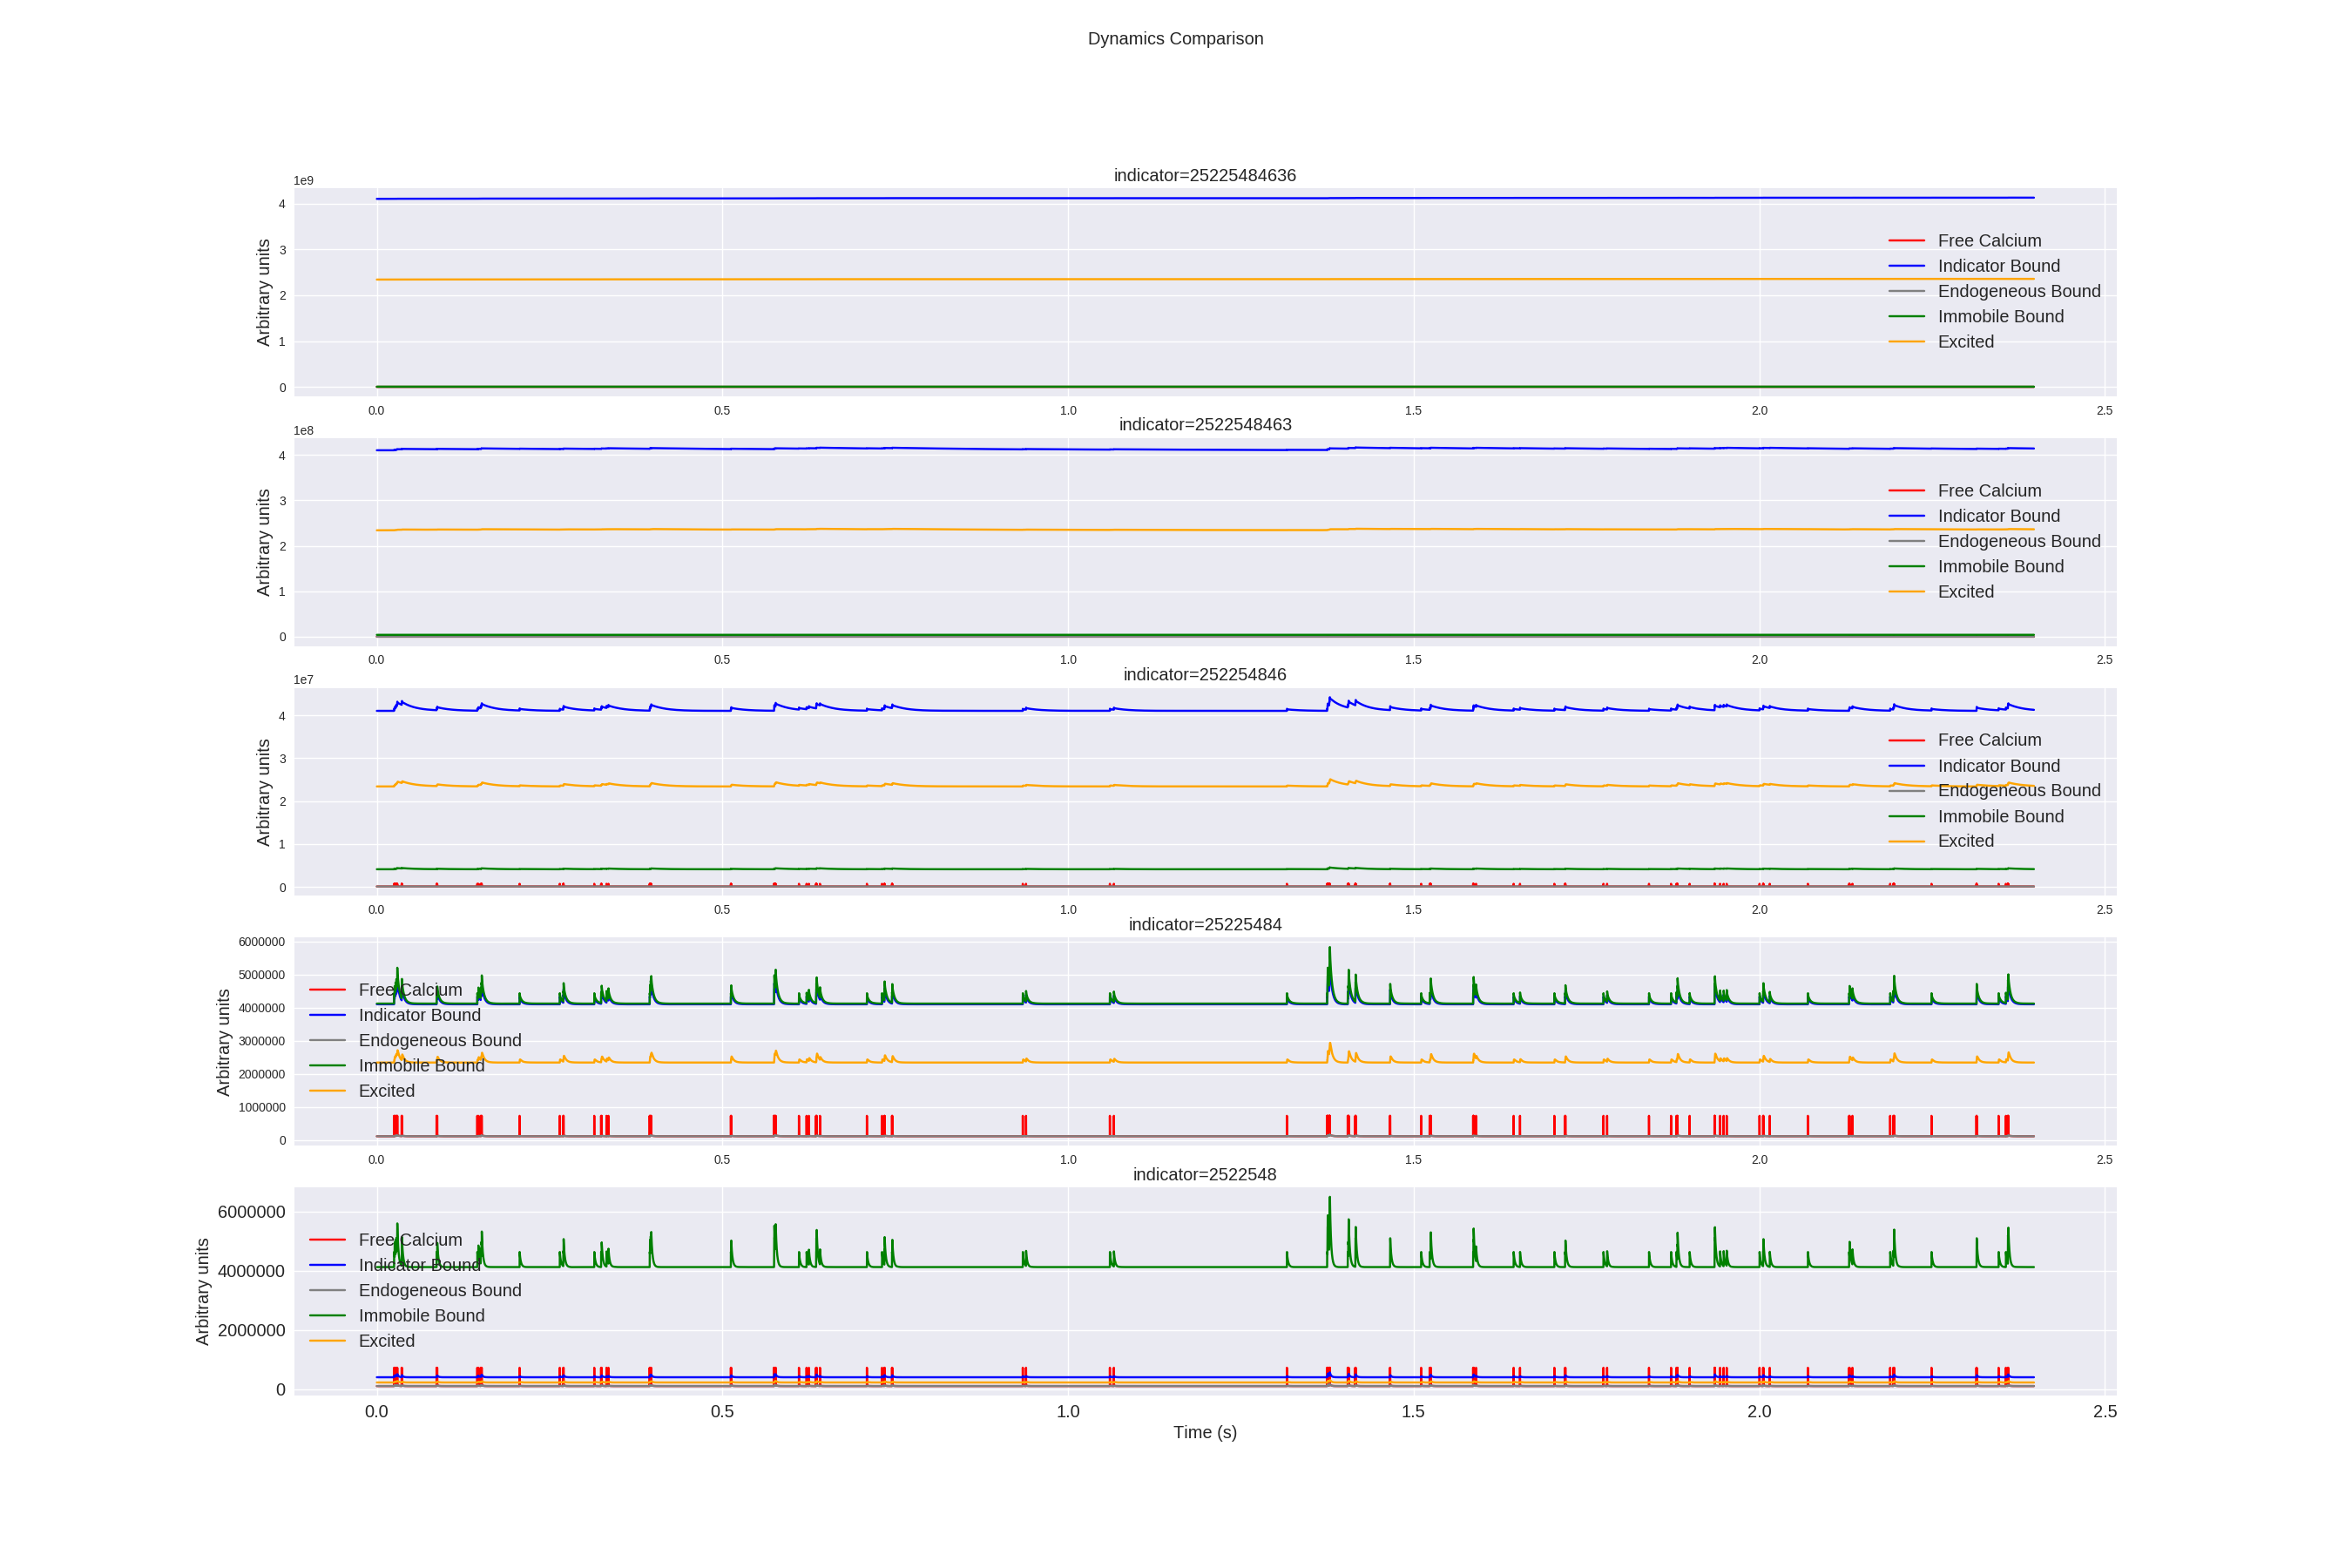 Dynamics Comparison
indicator=25225484636
1e9
4
3
2
1
0
Arbitrary units
Free Calcium
Indicator Bound
Endogeneous Bound
Immobile Bound
Excited
0.0 0.5 1.0 1.5 2.0 2.5
indicator=2522548463
1e8
4
3
2
1
0
Arbitrary units
Free Calcium
Indicator Bound
Endogeneous Bound
Immobile Bound
Excited
0.0 0.5 1.0 1.5 2.0 2.5
indicator=252254846
1e7
4
3
2
1
0
Arbitrary units
Free Calcium
Indicator Bound
Endogeneous Bound
Immobile Bound
Excited
0.0 0.5 1.0 1.5 2.0 2.5
indicator=25225484
6000000
5000000
4000000
3000000
2000000
1000000
0
Arbitrary units
Free Calcium
Indicator Bound
Endogeneous Bound
Immobile Bound
Excited
0.0 0.5 1.0 1.5 2.0 2.5
indicator=2522548
6000000
4000000
2000000
0
Arbitrary units
Free Calcium
Indicator Bound
Endogeneous Bound
Immobile Bound
Excited
0.0 0.5 1.0 1.5 2.0 2.5
Time (s)